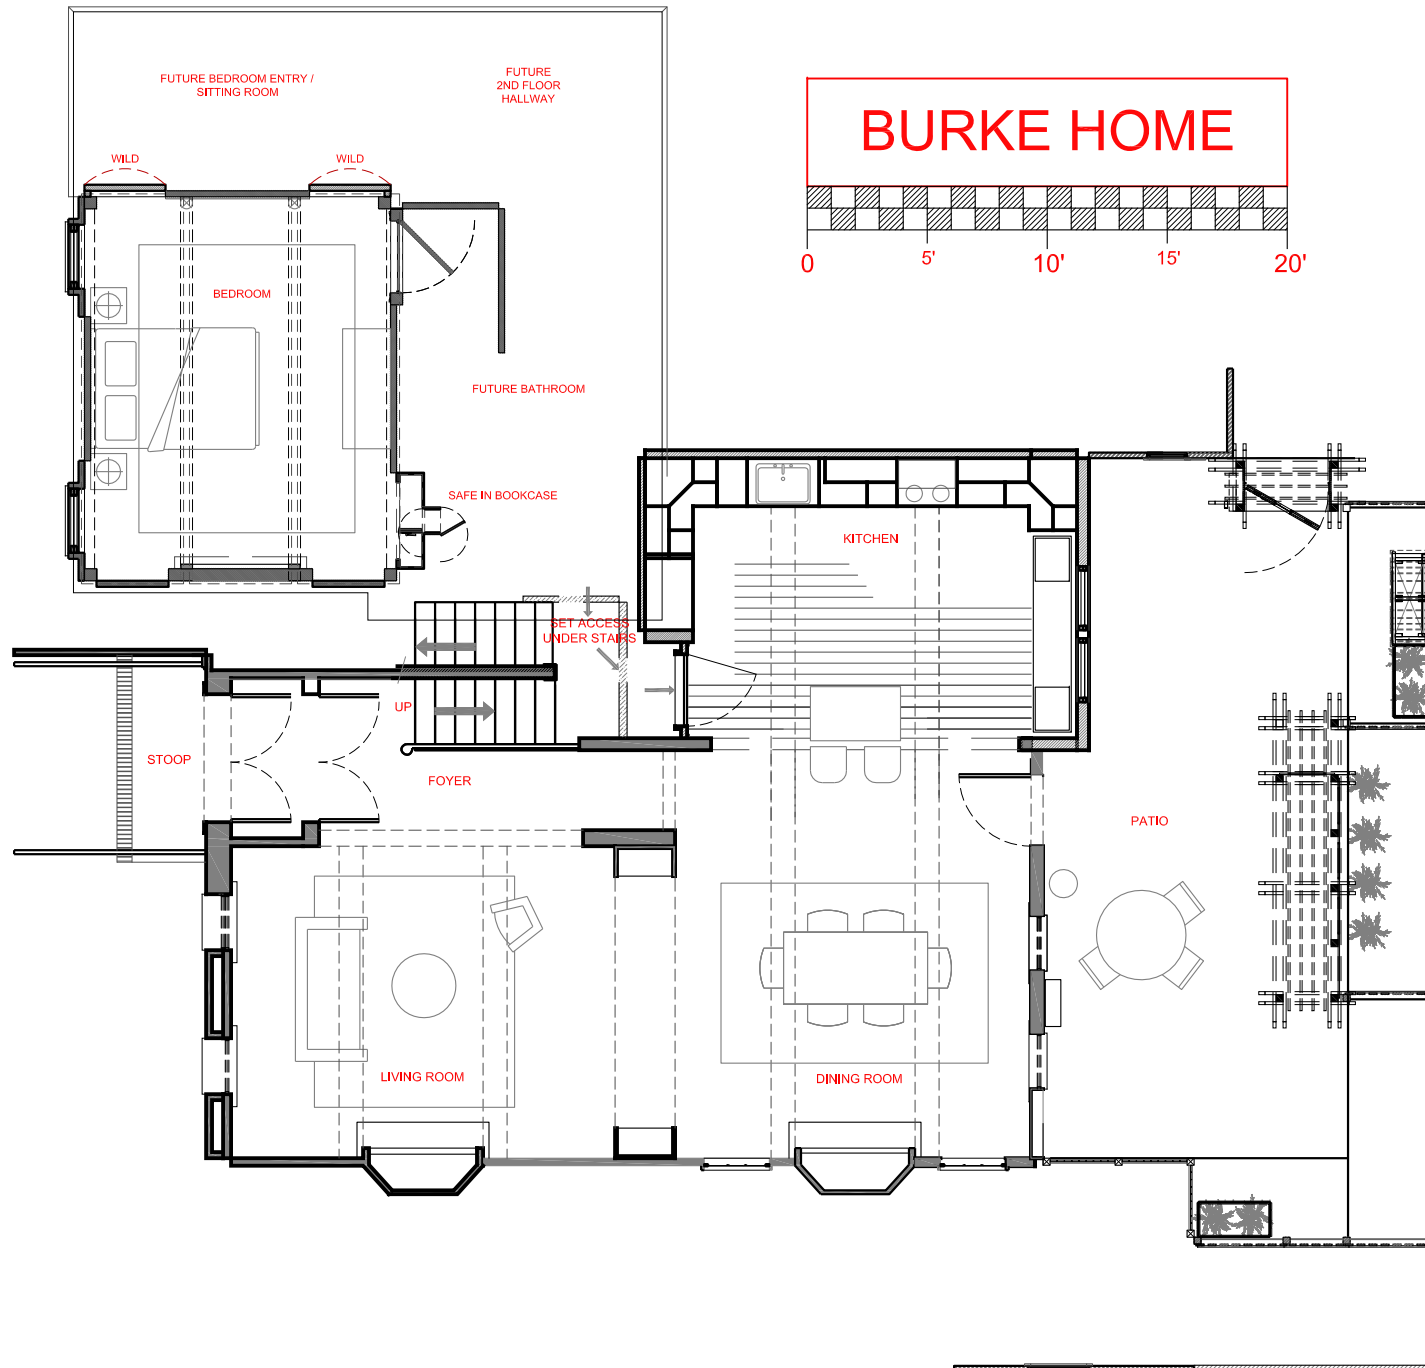 FUTURE BEDROOM ENTRY /
SITTING ROOM
FUTURE
2ND FLOOR
HALLWAY
BURKE HOME
0
5'
10'
15'
20'
WILD
WILD
BEDROOM
FUTURE BATHROOM
SAFE IN BOOKCASE
KITCHEN
SET ACCESS
UNDER STAIRS
UP
STOOP
FOYER
PATIO
LIVING ROOM
DINING ROOM